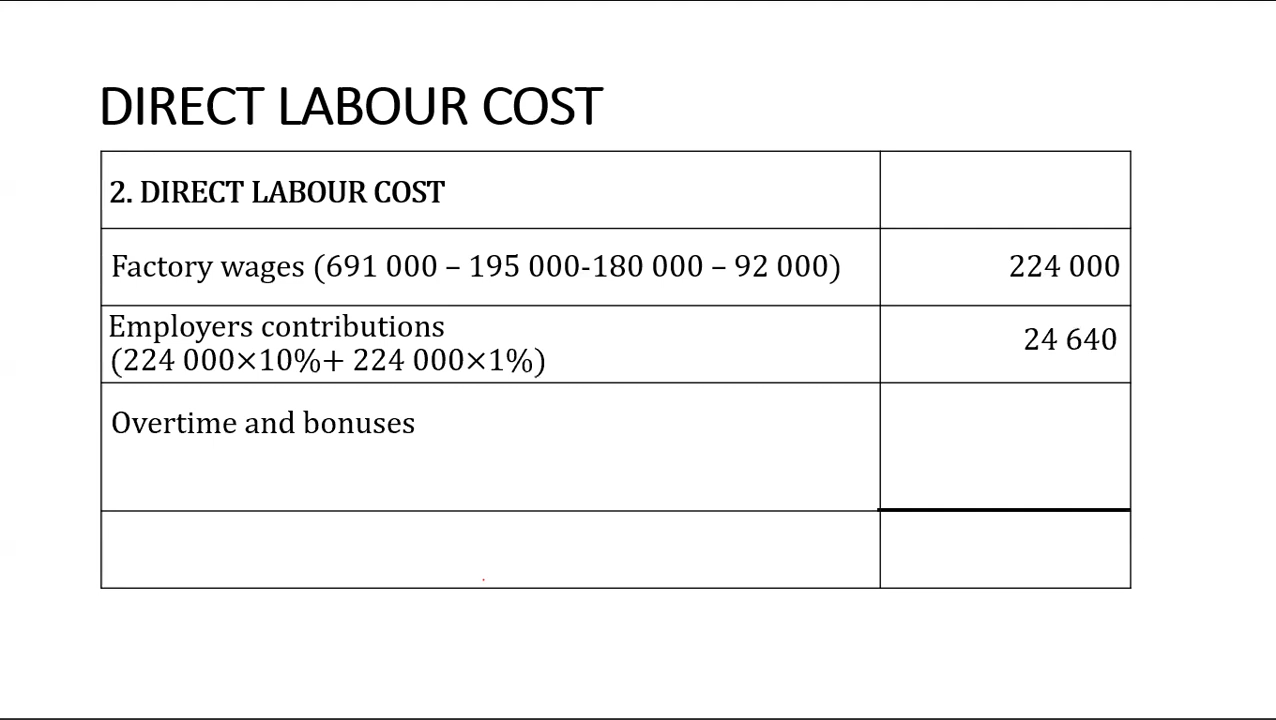 DIRECT LABOUR COST
2. DIRECT LABOUR COST
Factory wages (691 000 – 195 000-180 000 – 92 000)
224 000
Employers contributions
(224 000×10%+ 224 000×1%)
24 640
Overtime and bonuses